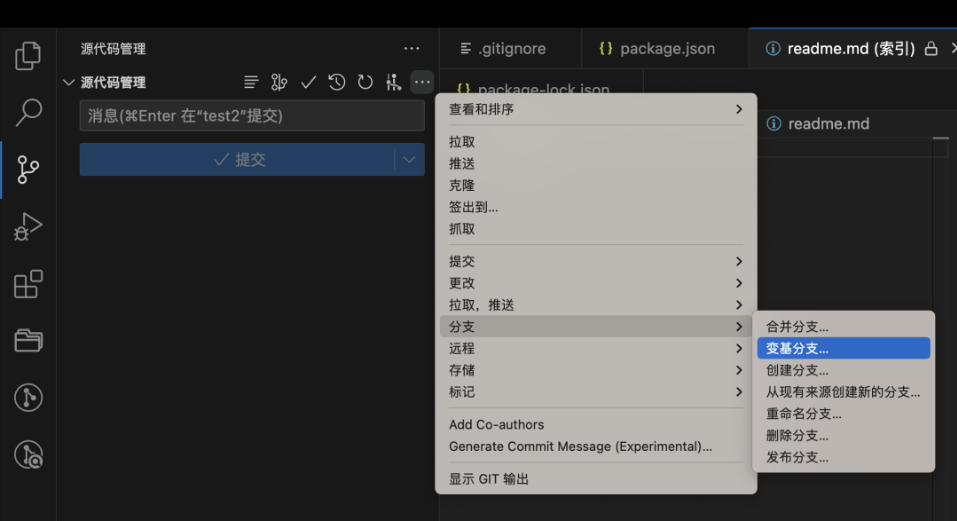 源代码管理
.gitignore
package.json
readme.md (索引)
源代码管理
package-lock.json
消息(⌘Enter 在“test2”提交)
readme.md
提交
查看和排序
拉取
推送
克隆
签出到...
抓取
提交
更改
拉取，推送
分支
远程
存储
标记
Add Co-authors
Generate Commit Message (Experimental)...
显示 GIT 输出
合并分支...
变基分支...
创建分支...
从现有来源创建新的分支...
重命名分支...
删除分支...
发布分支...